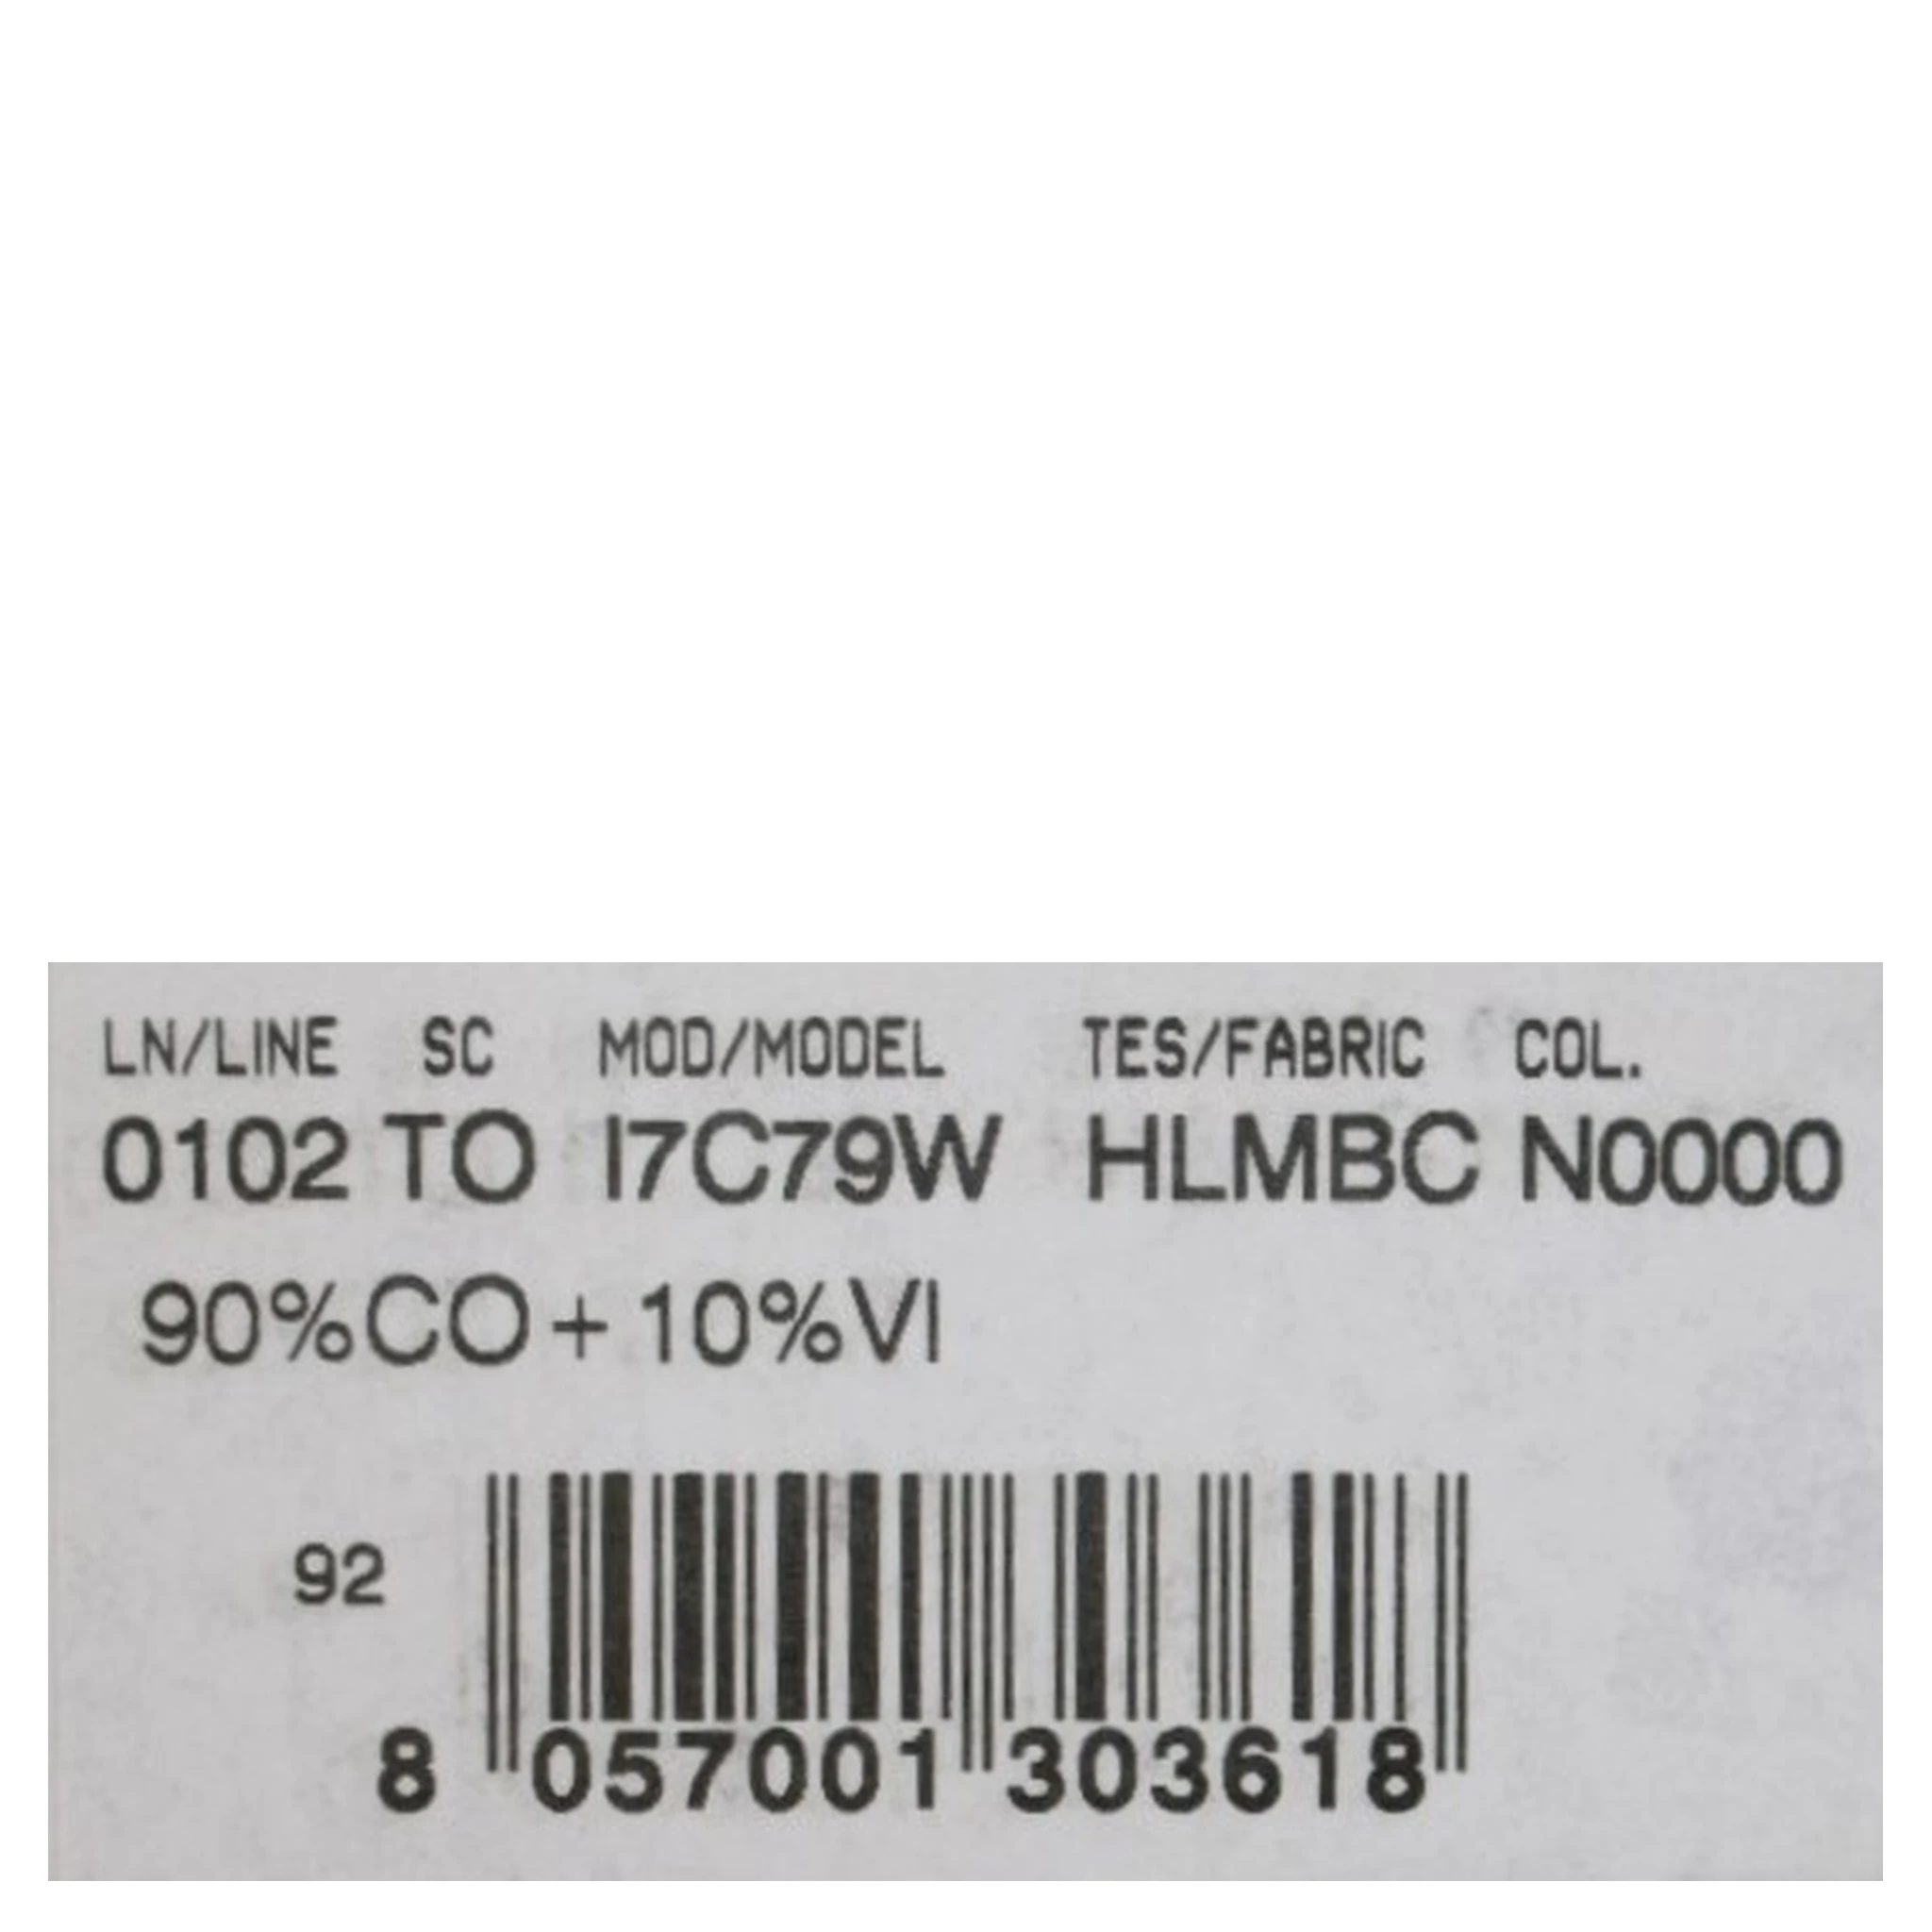 LN/LINE SC MOD/MODEL TES/FABRIC COL.
0102 TO I7C79W HLMBC N0000
90%CO+10%VI
92
8 057001 303618